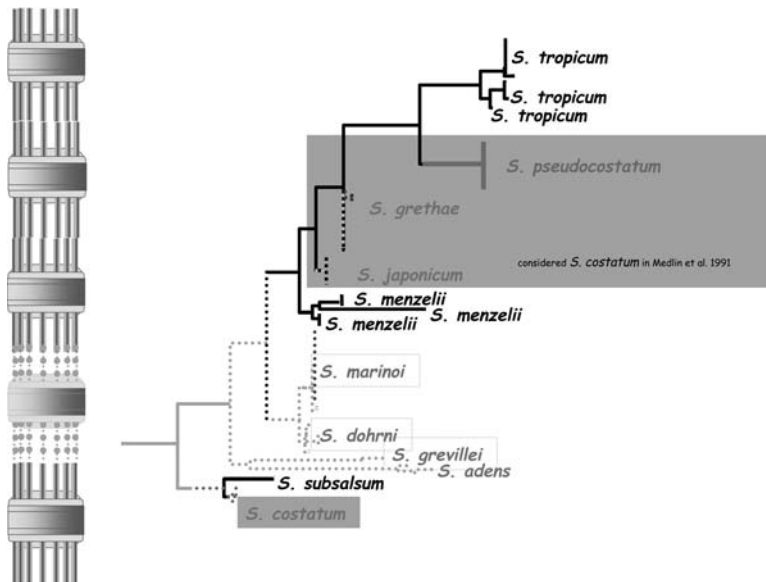 S. tropicum
S. tropicum
S. tropicum
S. pseudocostatum
S. grethae
considered S. costatum in Medlin et al. 1991
S. japonicum
S. menzelii
S. menzelii
S. menzelii
S. marinoi
S. dohrni
S. grevillei
S. adens
S. subsalsum
S. costatum